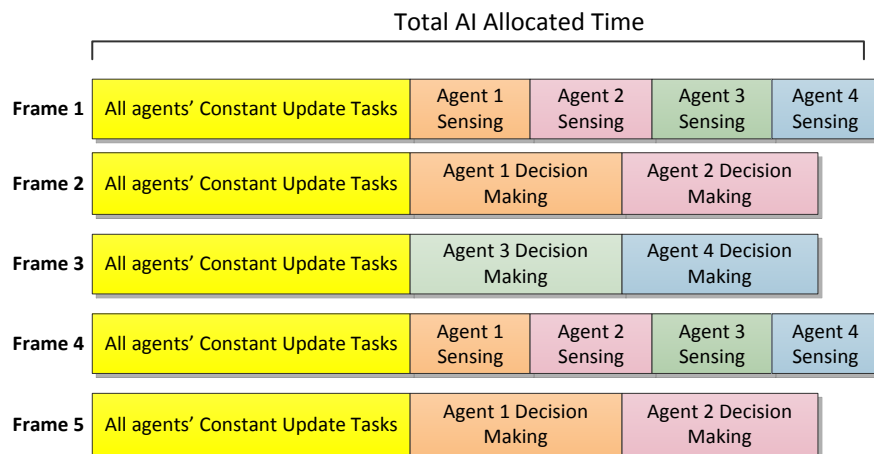 Total AI Allocated Time
Frame 1
All agents' Constant Update Tasks
Agent 1
Sensing
Agent 2
Sensing
Agent 3
Sensing
Agent 4
Sensing
Frame 2
All agents' Constant Update Tasks
Agent 1 Decision
Making
Agent 2 Decision
Making
Frame 3
All agents' Constant Update Tasks
Agent 3 Decision
Making
Agent 4 Decision
Making
Frame 4
All agents' Constant Update Tasks
Agent 1
Sensing
Agent 2
Sensing
Agent 3
Sensing
Agent 4
Sensing
Frame 5
All agents' Constant Update Tasks
Agent 1 Decision
Making
Agent 2 Decision
Making